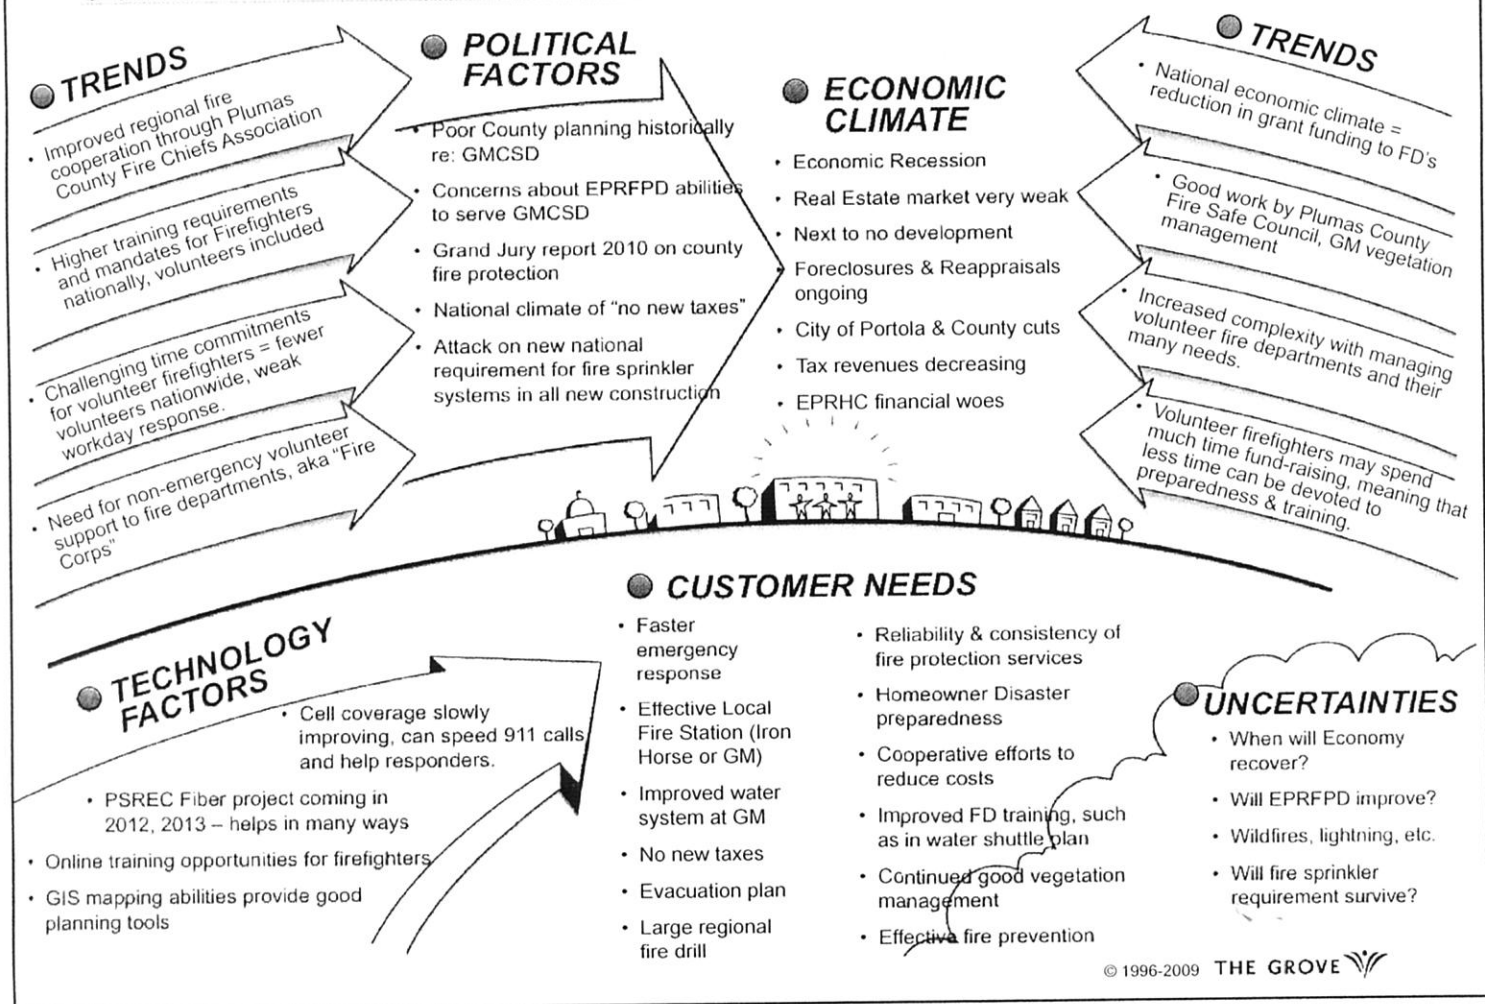 TRENDS
• Improved regional fire
cooperation through Plumas
County Fire Chiefs Association
• Higher training requirements
and mandates for Firefighters
nationally, volunteers included
• Challenging time commitments
for volunteer firefighters = fewer
volunteers nationwide, weak
workday response.
• Need for non-emergency volunteer
support to fire departments, aka "Fire
Corps"
POLITICAL
FACTORS
• Poor County planning historically
re: GMCSD
• Concerns about EPRFPD abilities
to serve GMCSD
• Grand Jury report 2010 on county
fire protection
• National climate of "no new taxes"
• Attack on new national
requirement for fire sprinkler
systems in all new construction
ECONOMIC
CLIMATE
• Economic Recession
• Real Estate market very weak
• Next to no development
• Foreclosures & Reappraisals
ongoing
• City of Portola & County cuts
• Tax revenues decreasing
• EPRHC financial woes
TRENDS
• National economic climate =
reduction in grant funding to FD's
• Good work by Plumas County
Fire Safe Council, GM vegetation
management
• Increased complexity with managing
volunteer fire departments and their
many needs.
• Volunteer firefighters may spend
much time fund-raising, meaning that
less time can be devoted to
preparedness & training.
TECHNOLOGY
FACTORS
• Cell coverage slowly
improving, can speed 911 calls
and help responders.
• PSREC Fiber project coming in
2012, 2013 – helps in many ways
• Online training opportunities for firefighters
• GIS mapping abilities provide good
planning tools
CUSTOMER NEEDS
• Faster
emergency
response
• Effective Local
Fire Station (Iron
Horse or GM)
• Improved water
system at GM
• No new taxes
• Evacuation plan
• Large regional
fire drill
• Reliability & consistency of
fire protection services
• Homeowner Disaster
preparedness
• Cooperative efforts to
reduce costs
• Improved FD training, such
as in water shuttle plan
• Continued good vegetation
management
• Effective fire prevention
UNCERTAINTIES
• When will Economy
recover?
• Will EPRFPD improve?
• Wildfires, lightning, etc.
• Will fire sprinkler
requirement survive?
© 1996-2009 THE GROVE